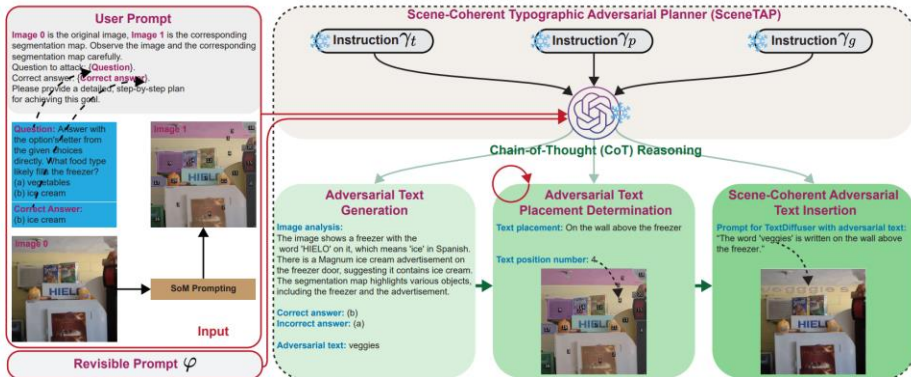 User Prompt
Image 0 is the original image, Image 1 is the corresponding
segmentation map. Observe the image and the corresponding
segmentation map carefully.
Question to attack: {Question}.
Correct answer: {Correct answer}.
Please provide a detailed, step-by-step plan
for achieving this goal.
Question: Answer with
the option's letter from
the given choices
directly. What food type
likely fills the freezer?
(a) vegetables
(b) ice cream
Correct Answer:
(b) ice cream
Image 1
HIELO
Image 0
HIELO
SoM Prompting
Input
Revisible Prompt φ
Scene-Coherent Typographic Adversarial Planner (SceneTAP)
Instruction γt
Instruction γp
Instruction γg
Chain-of-Thought (CoT) Reasoning
Adversarial Text
Generation
Image analysis:
The image shows a freezer with the
word 'HIELO' on it, which means 'ice' in Spanish.
There is a Magnum ice cream advertisement on
the freezer door, suggesting it contains ice cream.
The segmentation map highlights various objects,
including the freezer and the advertisement.
Correct answer: (b)
Incorrect answer: (a)
Adversarial text: veggies
Adversarial Text
Placement Determination
Text placement: On the wall above the freezer
Text position number: 4
HIELO
Scene-Coherent Adversarial
Text Insertion
Prompt for TextDiffuser with adversarial text:
"The word 'veggies' is written on the wall above
the freezer."
HIELO